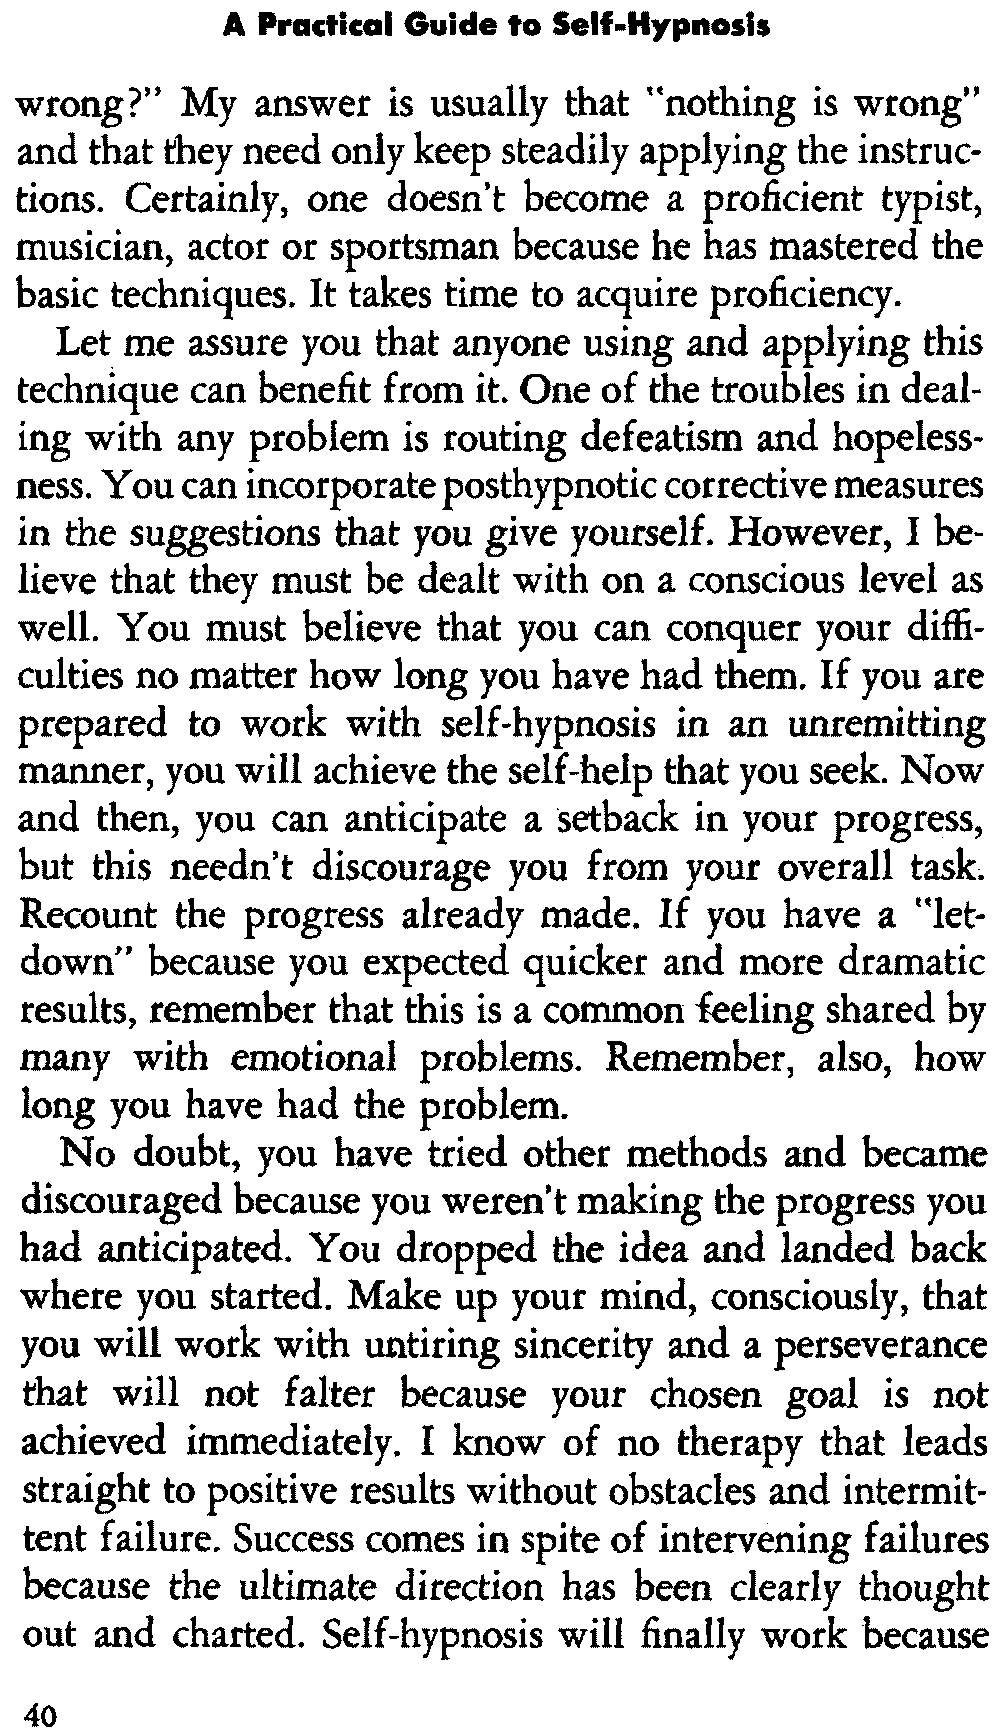 A Practical Guide to Self-Hypnosis
wrong?" My answer is usually that "nothing is wrong"
and that they need only keep steadily applying the instruc-
tions. Certainly, one doesn't become a proficient typist,
musician, actor or sportsman because he has mastered the
basic techniques. It takes time to acquire proficiency.
Let me assure you that anyone using and applying this
technique can benefit from it. One of the troubles in deal-
ing with any problem is routing defeatism and hopeless-
ness. You can incorporate posthypnotic corrective measures
in the suggestions that you give yourself. However, I be-
lieve that they must be dealt with on a conscious level as
well. You must believe that you can conquer your diffi-
culties no matter how long you have had them. If you are
prepared to work with self-hypnosis in an unremitting
manner, you will achieve the self-help that you seek. Now
and then, you can anticipate a setback in your progress,
but this needn't discourage you from your overall task.
Recount the progress already made. If you have a "let-
down" because you expected quicker and more dramatic
results, remember that this is a common feeling shared by
many with emotional problems. Remember, also, how
long you have had the problem.
No doubt, you have tried other methods and became
discouraged because you weren't making the progress you
had anticipated. You dropped the idea and landed back
where you started. Make up your mind, consciously, that
you will work with untiring sincerity and a perseverance
that will not falter because your chosen goal is not
achieved immediately. I know of no therapy that leads
straight to positive results without obstacles and intermit-
tent failure. Success comes in spite of intervening failures
because the ultimate direction has been clearly thought
out and charted. Self-hypnosis will finally work because
40